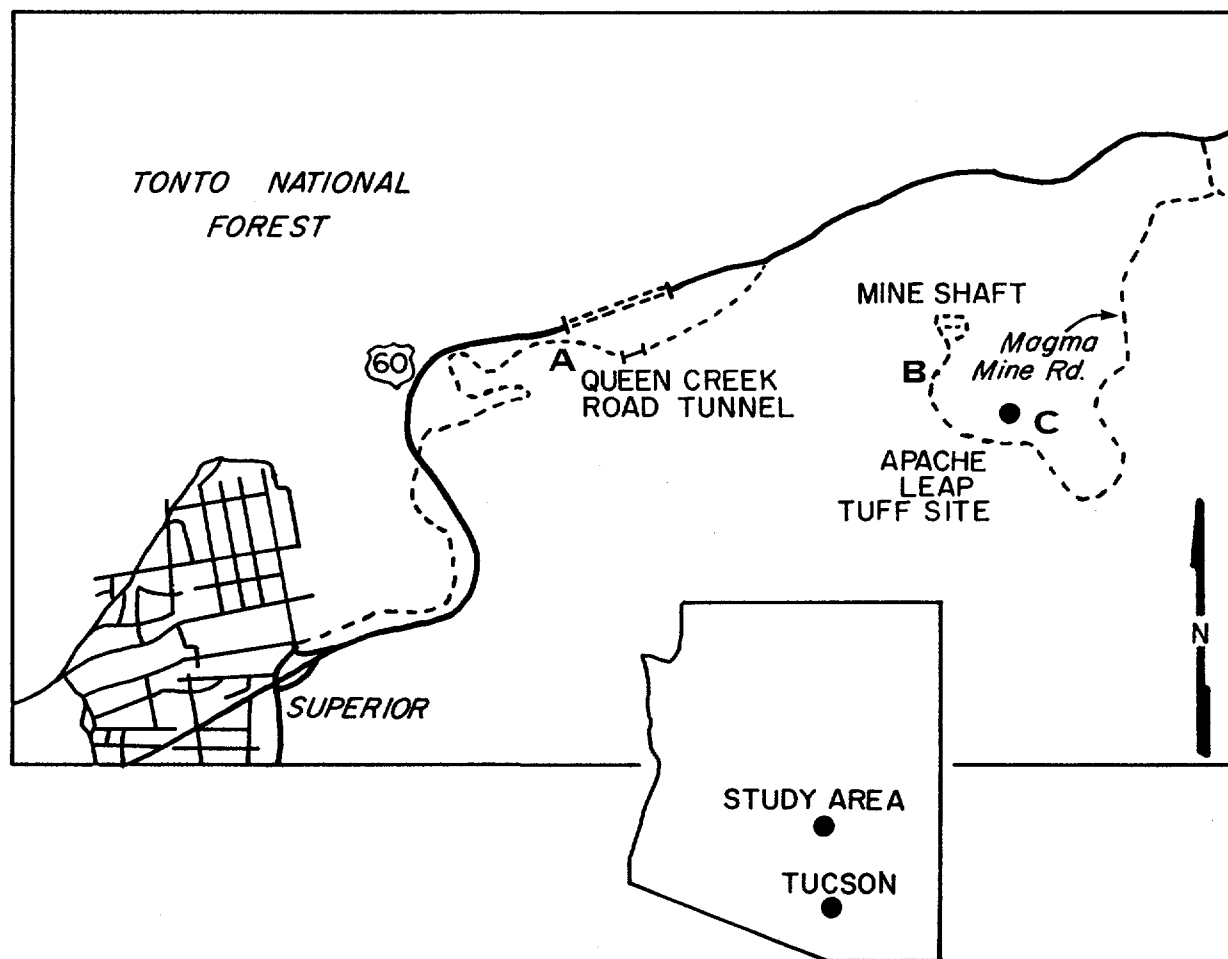 TONTO NATIONAL
FOREST
MINE SHAFT
Magma
Mine Rd.
60
A
QUEEN CREEK
ROAD TUNNEL
B
C
APACHE
LEAP
TUFF SITE
N
SUPERIOR
STUDY AREA
TUCSON